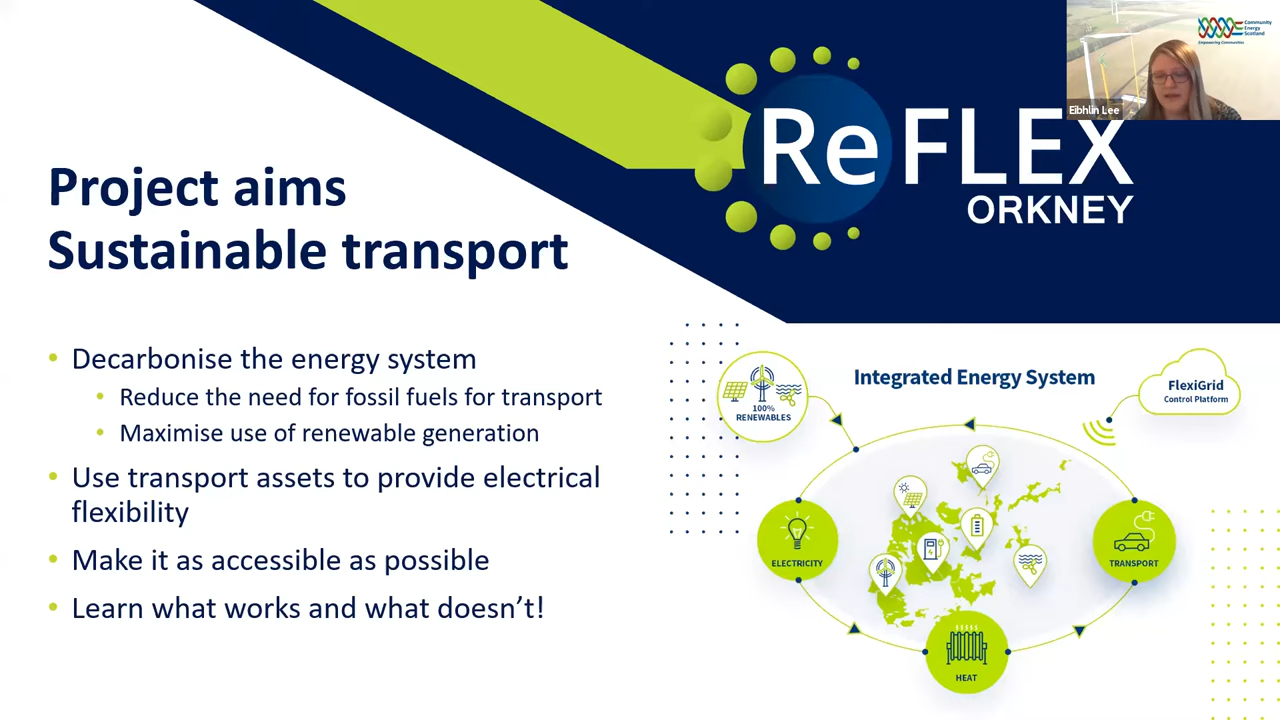 Community
Energy
Scotland
Empowering Communities
Eibhlin Lee
ReFLEX
ORKNEY
Project aims
Sustainable transport
• Decarbonise the energy system
• Reduce the need for fossil fuels for transport
• Maximise use of renewable generation
• Use transport assets to provide electrical
flexibility
• Make it as accessible as possible
• Learn what works and what doesn’t!
Integrated Energy System
FlexiGrid
Control Platform
100%
RENEWABLES
ELECTRICITY
TRANSPORT
HEAT